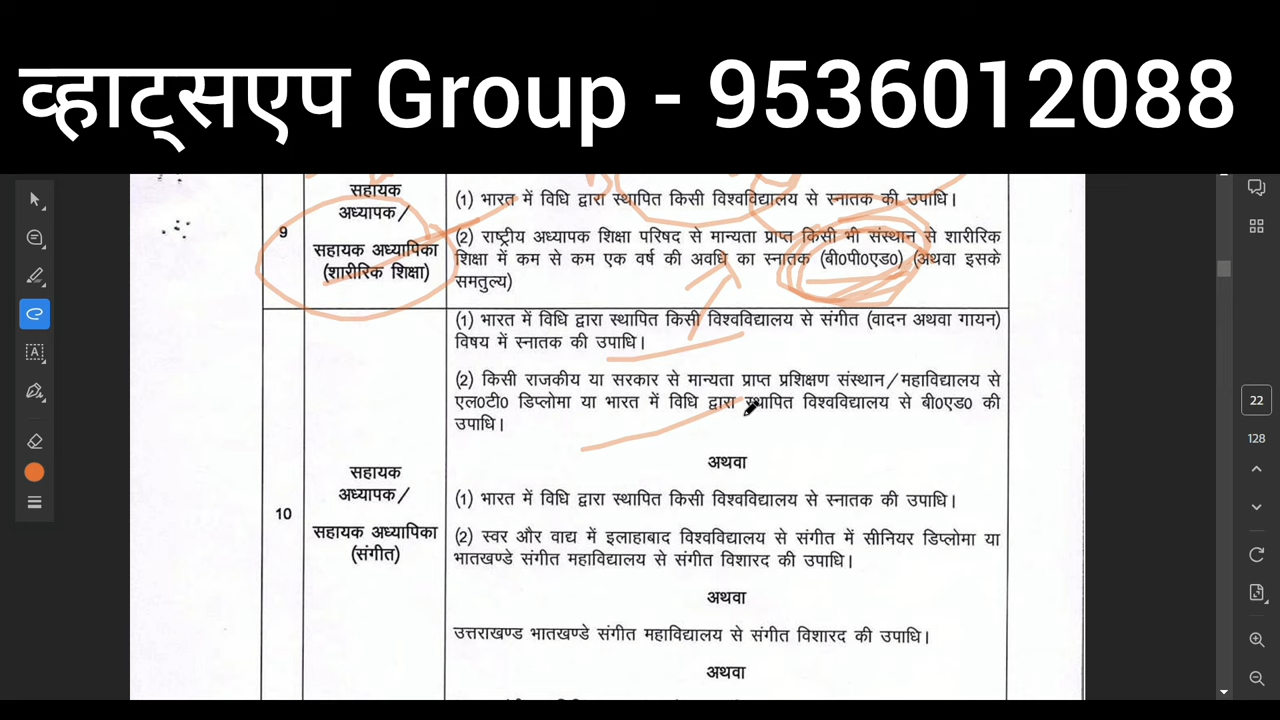 व्हाट्सएप Group - 9536012088
9
सहायक
अध्यापक/
सहायक अध्यापिका
(शारीरिक शिक्षा)
(1) भारत में विधि द्वारा स्थापित किसी विश्वविद्यालय से स्नातक की उपाधि।
(2) राष्ट्रीय अध्यापक शिक्षा परिषद से मान्यता प्राप्त किसी भी संस्थान से शारीरिक
शिक्षा में कम से कम एक वर्ष की अवधि का स्नातक (बी0पी0एड0) (अथवा इसके
समतुल्य)
10
सहायक
अध्यापक/
सहायक अध्यापिका
(संगीत)
(1) भारत में विधि द्वारा स्थापित किसी विश्वविद्यालय से संगीत (वादन अथवा गायन)
विषय में स्नातक की उपाधि।
(2) किसी राजकीय या सरकार से मान्यता प्राप्त प्रशिक्षण संस्थान/महाविद्यालय से
एल0टी0 डिप्लोमा या भारत में विधि द्वारा स्थापित विश्वविद्यालय से बी0एड0 की
उपाधि।
अथवा
(1) भारत में विधि द्वारा स्थापित किसी विश्वविद्यालय से स्नातक की उपाधि।
(2) स्वर और वाद्य में इलाहाबाद विश्वविद्यालय से संगीत में सीनियर डिप्लोमा या
भातखण्डे संगीत महाविद्यालय से संगीत विशारद की उपाधि।
अथवा
उत्तराखण्ड भातखण्डे संगीत महाविद्यालय से संगीत विशारद की उपाधि।
अथवा
22
128